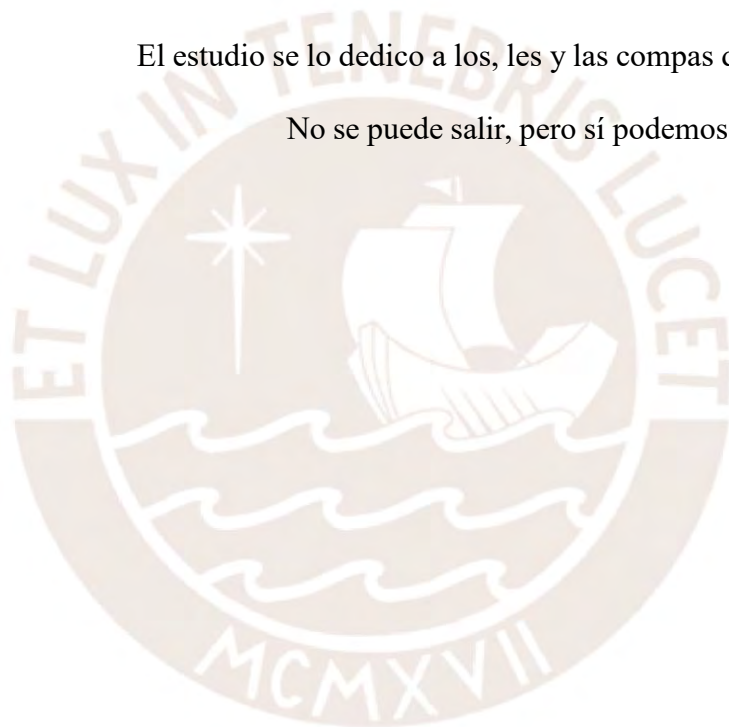 El estudio se lo dedico a los, les y las compas
No se puede salir, pero sí podemos
ET LUX IN TENEBRIS LUCET
MCMXVII